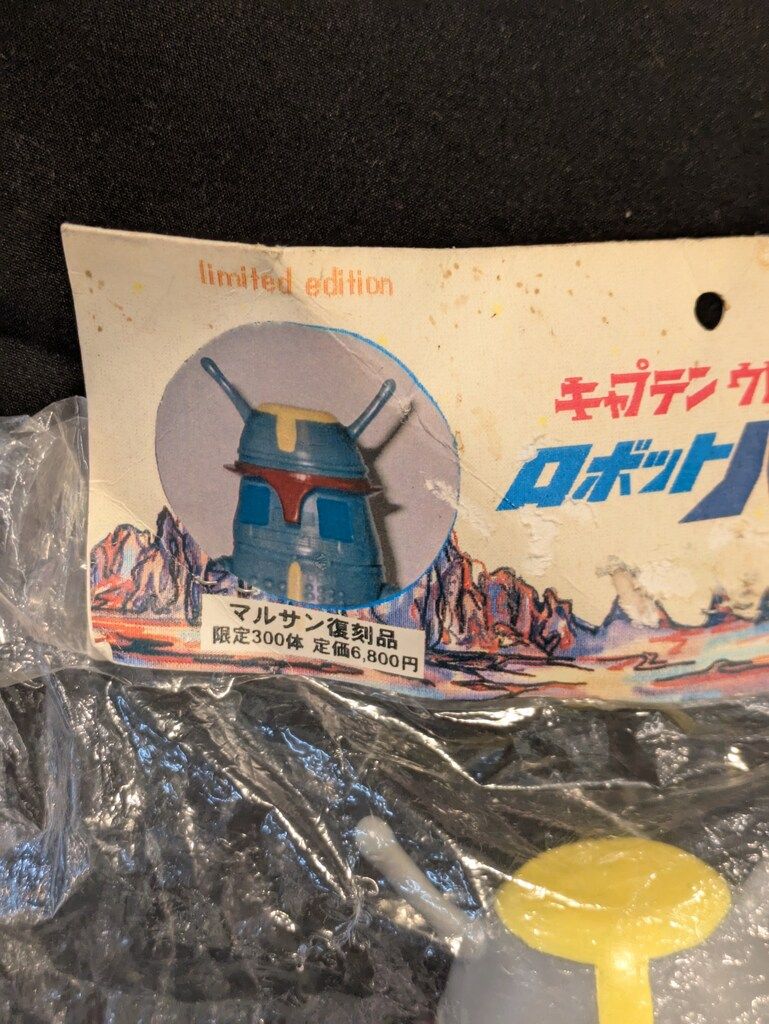 limited edition
キャプテン ウ
ロボット
マルサン復刻品
限定300体 定価6,800円